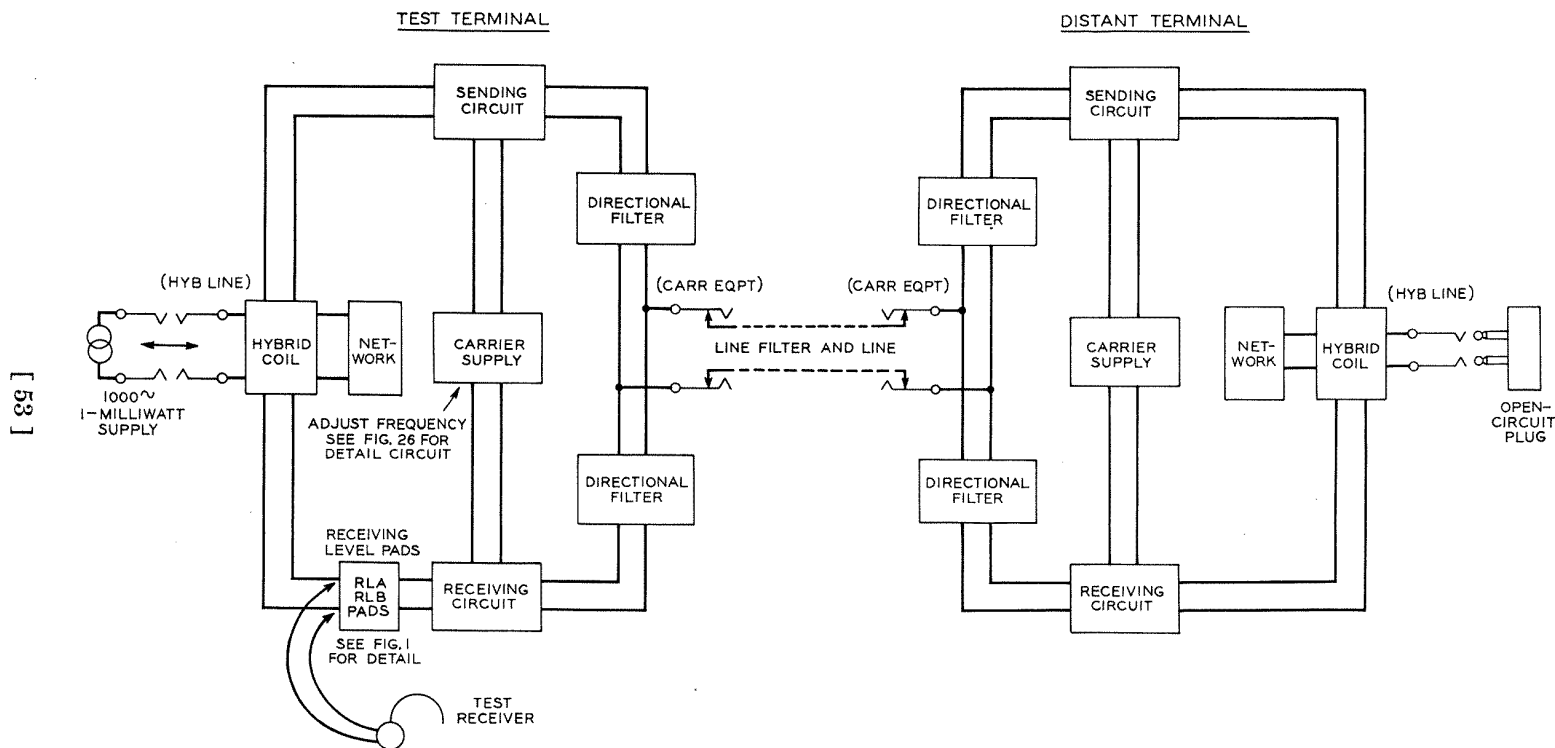 TEST TERMINAL
DISTANT TERMINAL
SENDING
CIRCUIT
SENDING
CIRCUIT
DIRECTIONAL
FILTER
DIRECTIONAL
FILTER
(HYB LINE)
(CARR EQPT)
(CARR EQPT)
(HYB LINE)
HYBRID
COIL
NET-
WORK
CARRIER
SUPPLY
LINE FILTER AND LINE
NET-
WORK
CARRIER
SUPPLY
HYBRID
COIL
1000~
1-MILLIWATT
SUPPLY
OPEN-
CIRCUIT
PLUG
ADJUST FREQUENCY
SEE FIG. 26 FOR
DETAIL CIRCUIT
[53]
DIRECTIONAL
FILTER
DIRECTIONAL
FILTER
RECEIVING
LEVEL PADS
RLA
RLB
PADS
RECEIVING
CIRCUIT
RECEIVING
CIRCUIT
SEE FIG. 1
FOR DETAIL
TEST
RECEIVER